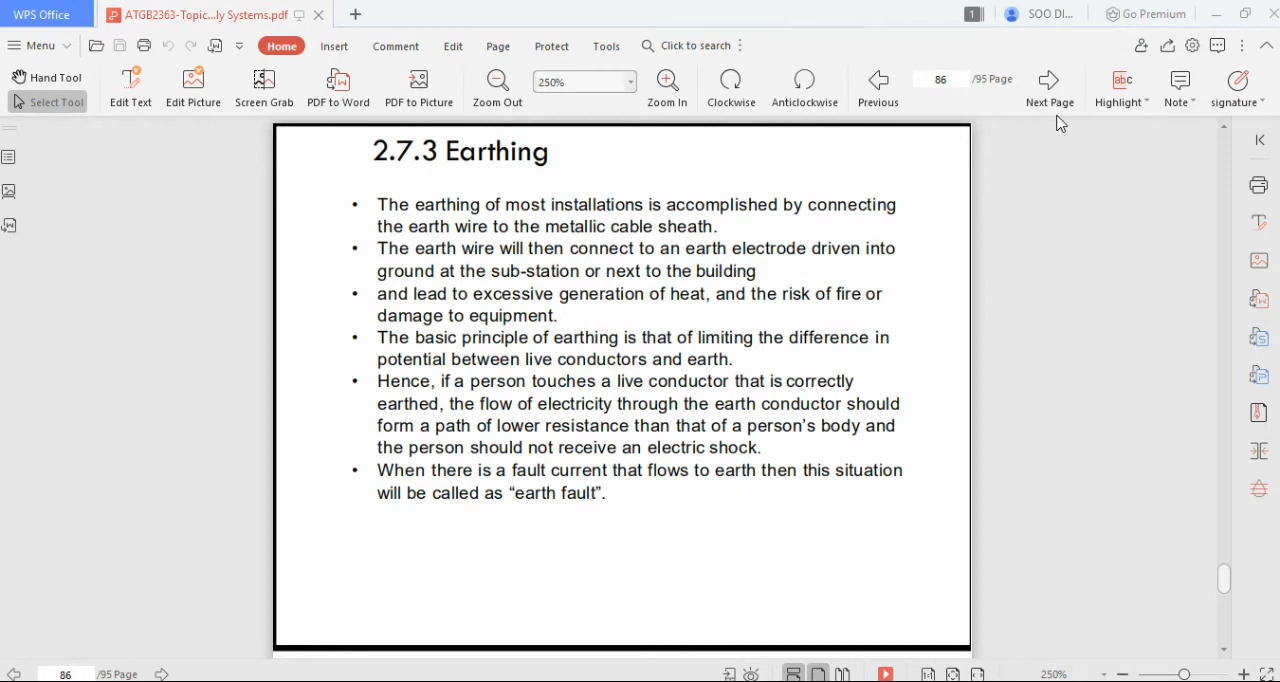 WPS Office
ATGB2363-Topic...ly Systems.pdf
1
SOO DI...
Go Premium
Menu
Home
Insert
Comment
Edit
Page
Protect
Tools
Click to search
Hand Tool
Select Tool
Edit Text
Edit Picture
Screen Grab
PDF to Word
PDF to Picture
Zoom Out
250%
Zoom In
Clockwise
Anticlockwise
Previous
86 /95 Page
Next Page
abc
Highlight
Note
signature
2.7.3 Earthing
• The earthing of most installations is accomplished by connecting
the earth wire to the metallic cable sheath.
• The earth wire will then connect to an earth electrode driven into
ground at the sub-station or next to the building
• and lead to excessive generation of heat, and the risk of fire or
damage to equipment.
• The basic principle of earthing is that of limiting the difference in
potential between live conductors and earth.
• Hence, if a person touches a live conductor that is correctly
earthed, the flow of electricity through the earth conductor should
form a path of lower resistance than that of a person's body and
the person should not receive an electric shock.
• When there is a fault current that flows to earth then this situation
will be called as “earth fault”.
86 /95 Page
250%